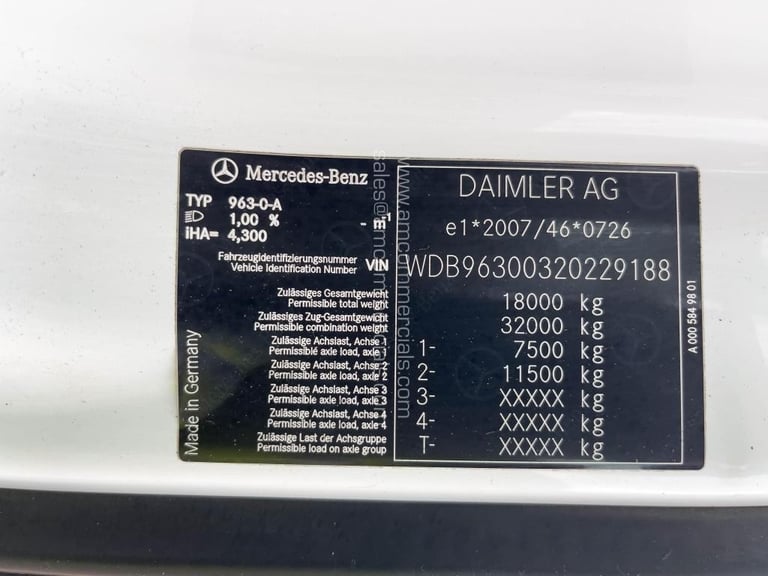 Mercedes-Benz
TYP 963-0-A
1,00 % - m-1
iHA= 4,300
DAIMLER AG
e1*2007/46*0726
Fahrzeugidentifizierungsnummer
Vehicle Identification Number VIN WDB96300320229188
Zulässiges Gesamtgewicht
Permissible total weight 18000 kg
Zulässiges Zug-Gesamtgewicht
Permissible combination weight 32000 kg
Zulässige Achslast, Achse 1
Permissible axle load, axle 1 1- 7500 kg
Zulässige Achslast, Achse 2
Permissible axle load, axle 2 2- 11500 kg
Zulässige Achslast, Achse 3
Permissible axle load, axle 3 3- XXXXX kg
Zulässige Achslast, Achse 4
Permissible axle load, axle 4 4- XXXXX kg
Zulässige Last der Achsgruppe
Permissible load on axle group T- XXXXX kg
Made in Germany
A 000 584 98 01
www.amcommercials.com